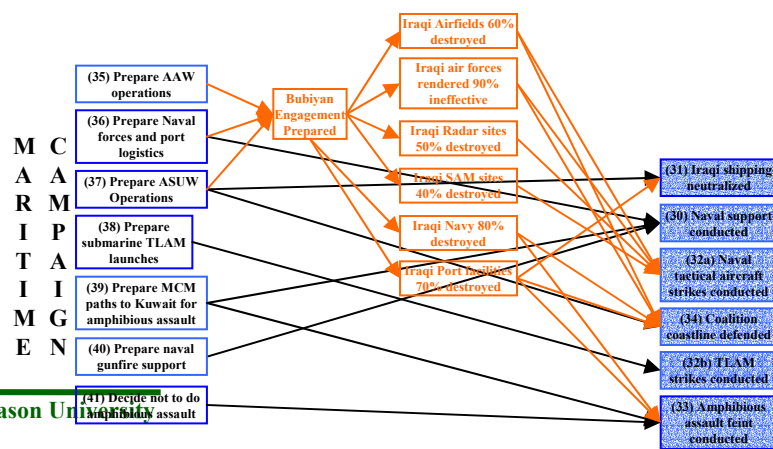 MARITIME
CAMPAIGN
(35) Prepare AAW
operations
(36) Prepare Naval
forces and port
logistics
(37) Prepare ASUW
Operations
(38) Prepare
submarine TLAM
launches
(39) Prepare MCM
paths to Kuwait for
amphibious assault
(40) Prepare naval
gunfire support
(41) Decide not to do
amphibious assault
ason University
Bubiyan
Engagement
Prepared
Iraqi Airfields 60%
destroyed
Iraqi air forces
rendered 90%
ineffective
Iraqi Radar sites
50% destroyed
Iraqi SAM sites
40% destroyed
Iraqi Navy 80%
destroyed
Iraqi Port facilities
70% destroyed
(31) Iraqi shipping
neutralized
(30) Naval support
conducted
(32a) Naval
tactical aircraft
strikes conducted
(34) Coalition
coastline defended
(32b) TLAM
strikes conducted
(33) Amphibious
assault feint
conducted